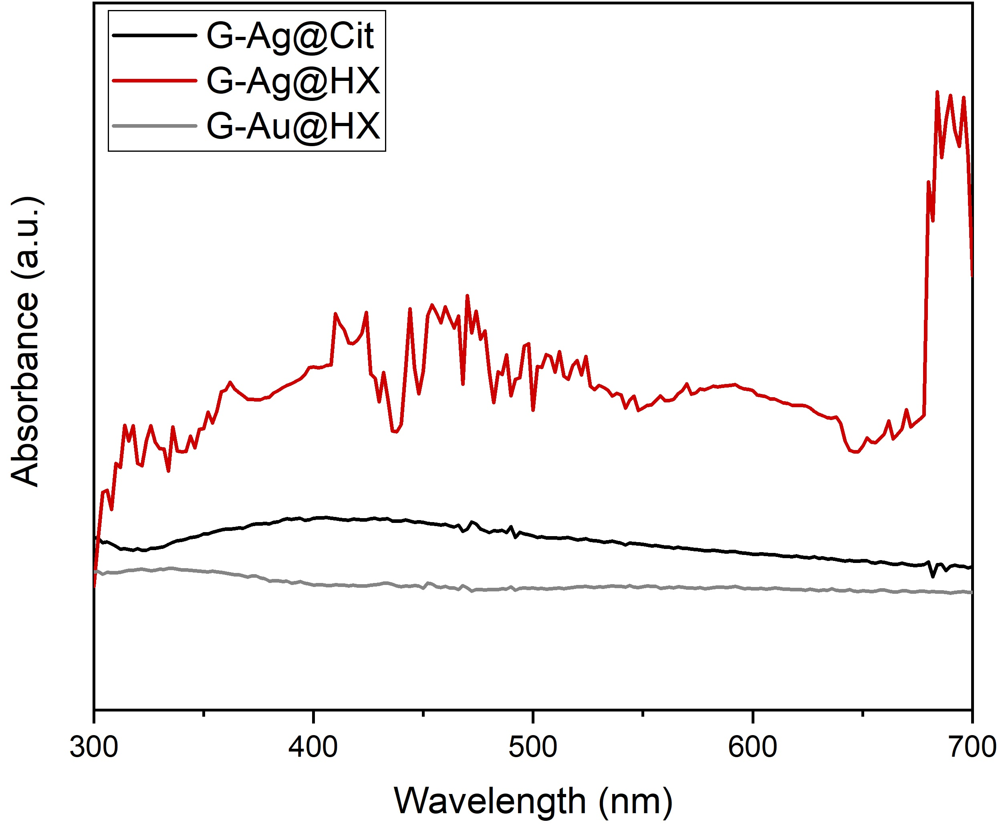 G-Ag@Cit
G-Ag@HX
G-Au@HX
Absorbance (a.u.)
300 400 500 600 700
Wavelength (nm)